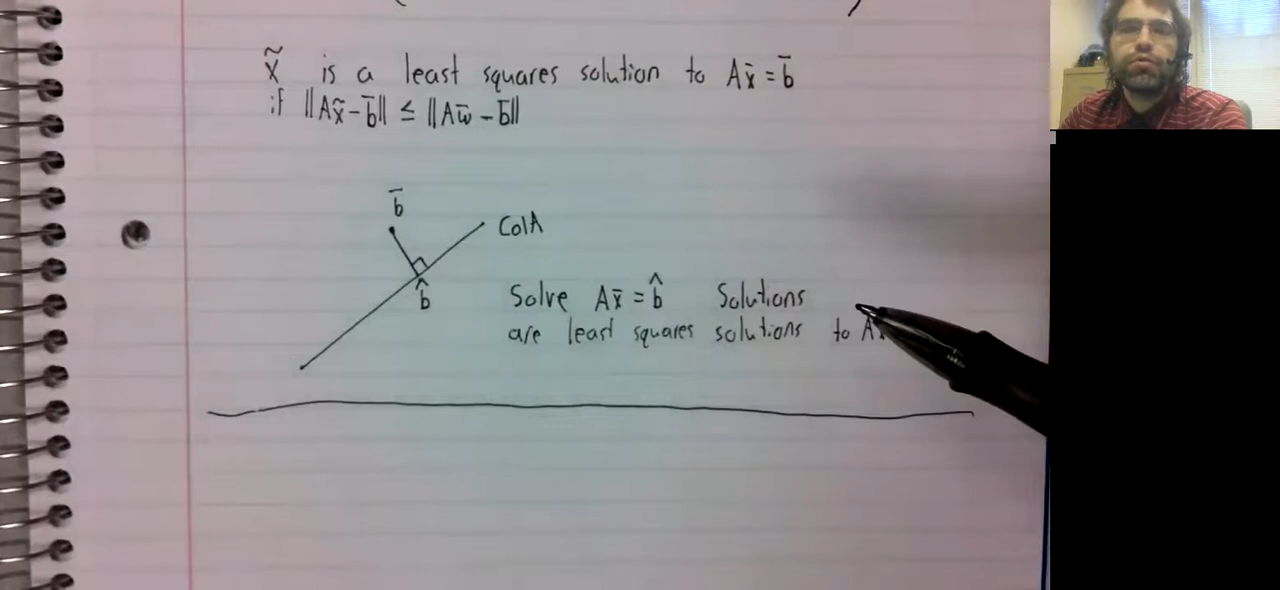 x̃ is a least squares solution to Ax̄ = b̄
if ‖Ax̃ - b̄‖ ≤ ‖Aw̄ - b̄‖
b̄
ColA
b̂
Solve Ax̄ = b̂ Solutions
are least squares solutions to